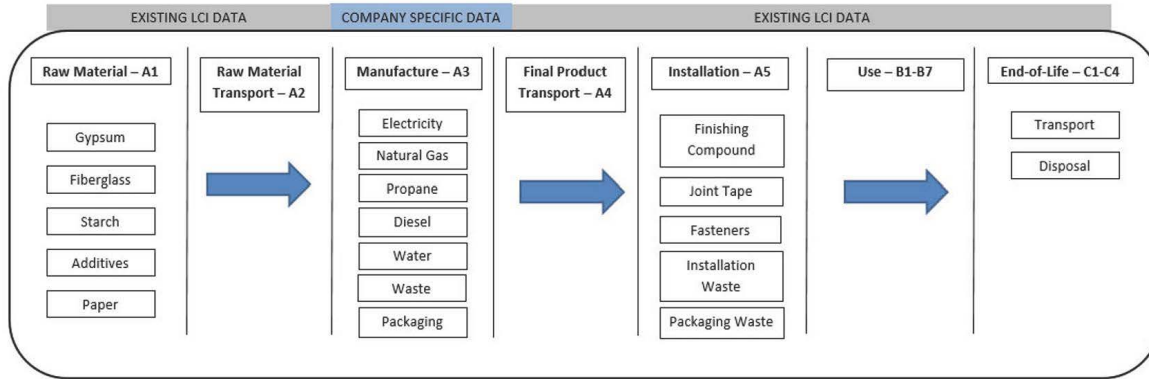 EXISTING LCI DATA
COMPANY SPECIFIC DATA
EXISTING LCI DATA
Raw Material – A1
Gypsum
Fiberglass
Starch
Additives
Paper
Raw Material
Transport – A2
Manufacture – A3
Electricity
Natural Gas
Propane
Diesel
Water
Waste
Packaging
Final Product
Transport – A4
Installation – A5
Finishing
Compound
Joint Tape
Fasteners
Installation
Waste
Packaging Waste
Use – B1-B7
End-of-Life – C1-C4
Transport
Disposal